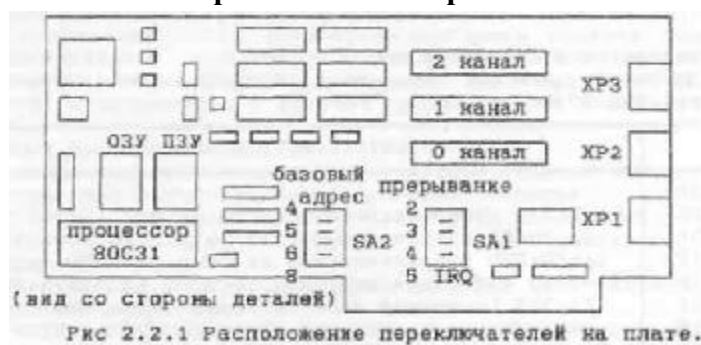 2 канал
XP3
1 канал
ОЗУ ПЗУ
0 канал
XP2
базовый адрес
прерывание
4
5
6
8
2
3
4
5
SA2
SA1
IRQ
XP1
процессор
80C31
(вид со стороны деталей)
Рис 2.2.1 Расположение переключателей на плате.